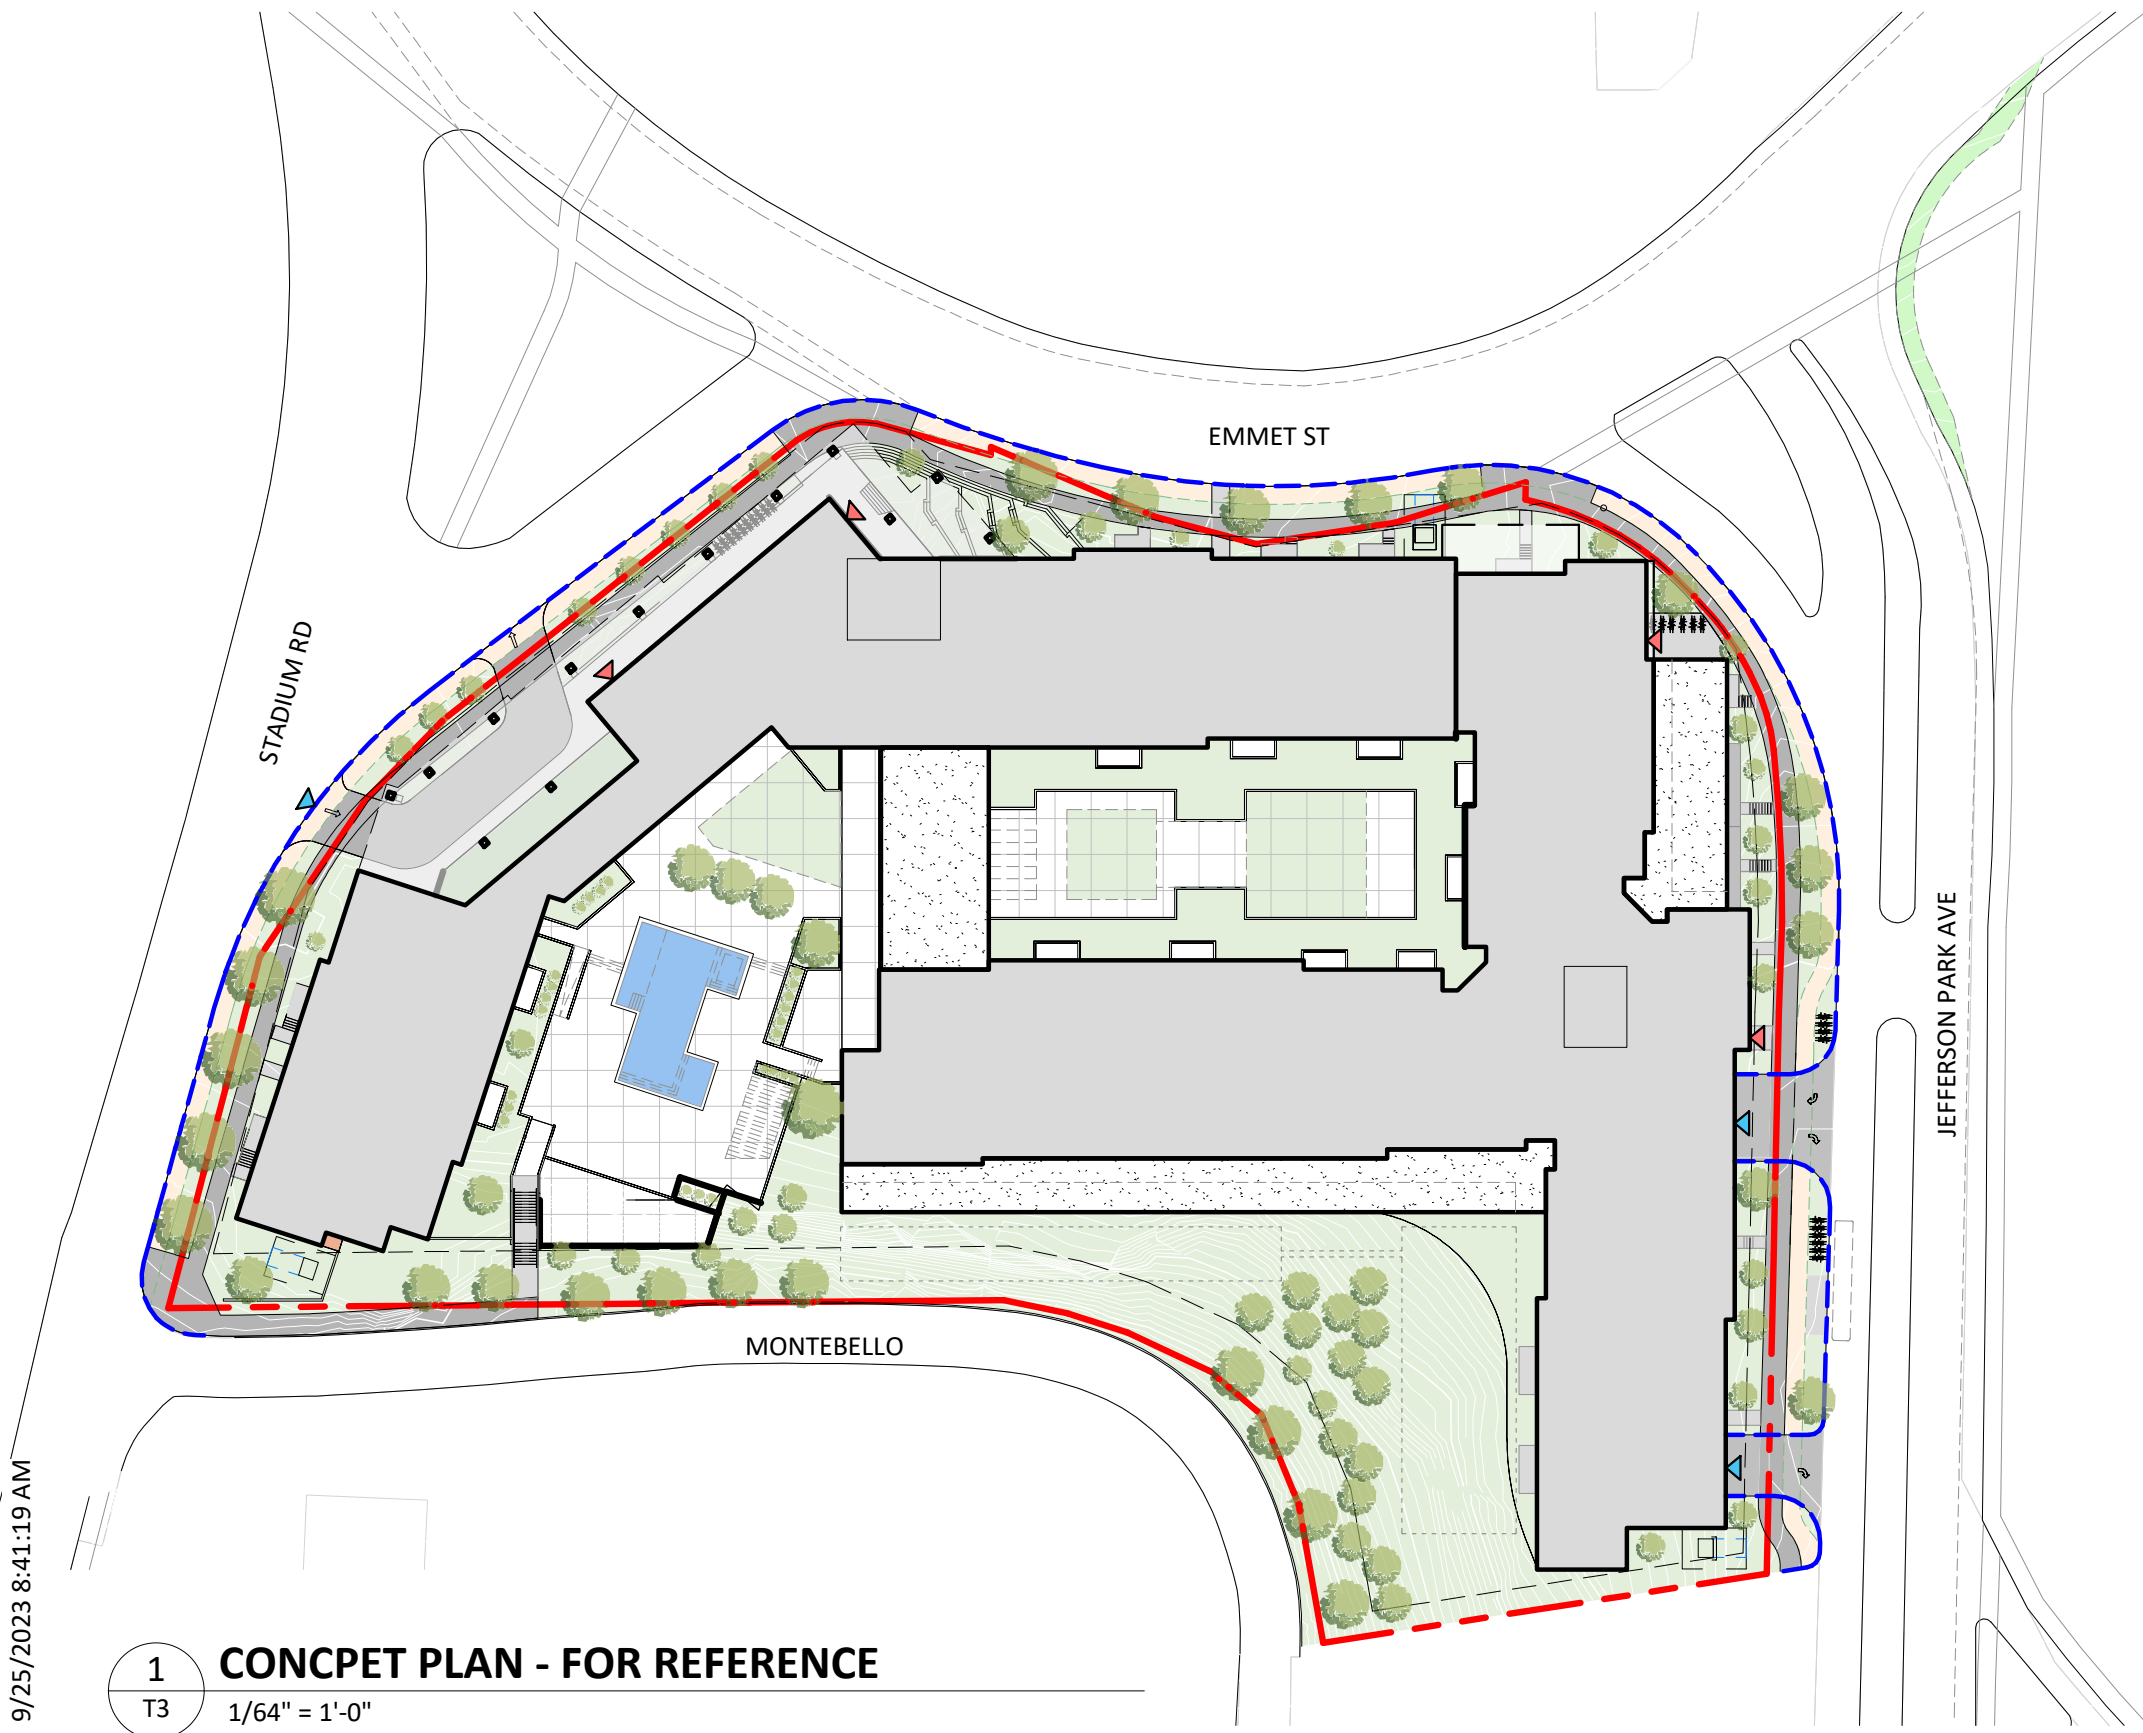 EMMET ST
STADIUM RD
JEFFERSON PARK AVE
MONTEBELLO
9/25/2023 8:41:19 AM
1
T3
CONCPET PLAN - FOR REFERENCE
1/64" = 1'-0"